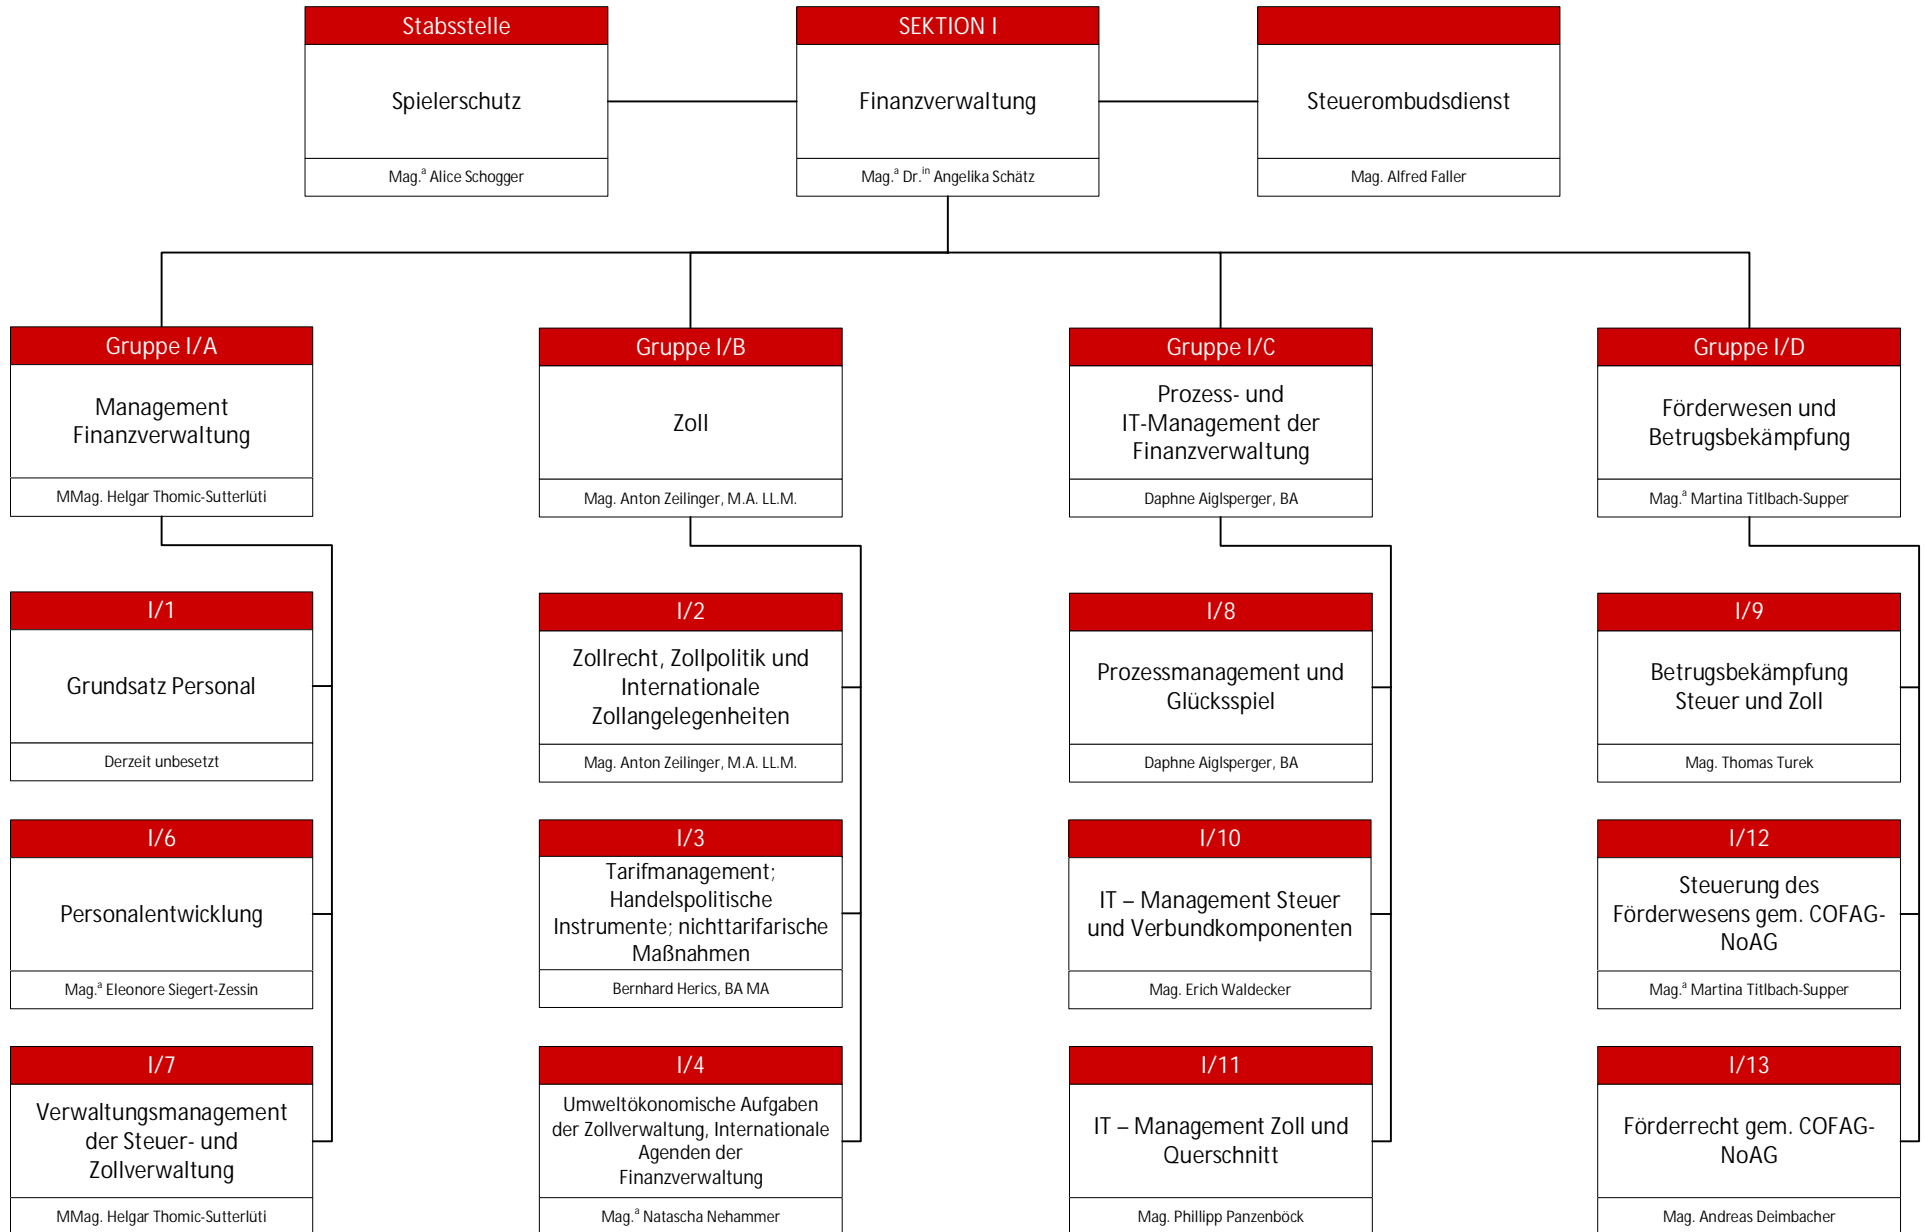 Stabsstelle
Spielerschutz
Mag.ª Alice Schogger
SEKTION I
Finanzverwaltung
Mag.ª Dr.ⁱⁿ Angelika Schätz
Steuerombudsdienst
Mag. Alfred Faller
Gruppe I/A
Management
Finanzverwaltung
MMag. Helgar Thomic-Sutterlüti
Gruppe I/B
Zoll
Mag. Anton Zeilinger, M.A. LL.M.
Gruppe I/C
Prozess- und
IT-Management der
Finanzverwaltung
Daphne Aiglsperger, BA
Gruppe I/D
Förderwesen und
Betrugsbekämpfung
Mag.ª Martina Titlbach-Supper
I/1
Grundsatz Personal
Derzeit unbesetzt
I/2
Zollrecht, Zollpolitik und
Internationale
Zollangelegenheiten
Mag. Anton Zeilinger, M.A. LL.M.
I/8
Prozessmanagement und
Glücksspiel
Daphne Aiglsperger, BA
I/9
Betrugsbekämpfung
Steuer und Zoll
Mag. Thomas Turek
I/6
Personalentwicklung
Mag.ª Eleonore Siegert-Zessin
I/3
Tarifmanagement;
Handelspolitische
Instrumente; nichttarifarische
Maßnahmen
Bernhard Herics, BA MA
I/10
IT – Management Steuer
und Verbundkomponenten
Mag. Erich Waldecker
I/12
Steuerung des
Förderwesens gem. COFAG-
NoAG
Mag.ª Martina Titlbach-Supper
I/7
Verwaltungsmanagement
der Steuer- und
Zollverwaltung
MMag. Helgar Thomic-Sutterlüti
I/4
Umweltökonomische Aufgaben
der Zollverwaltung, Internationale
Agenden der
Finanzverwaltung
Mag.ª Natascha Nehammer
I/11
IT – Management Zoll und
Querschnitt
Mag. Phillipp Panzenböck
I/13
Förderrecht gem. COFAG-
NoAG
Mag. Andreas Deimbacher